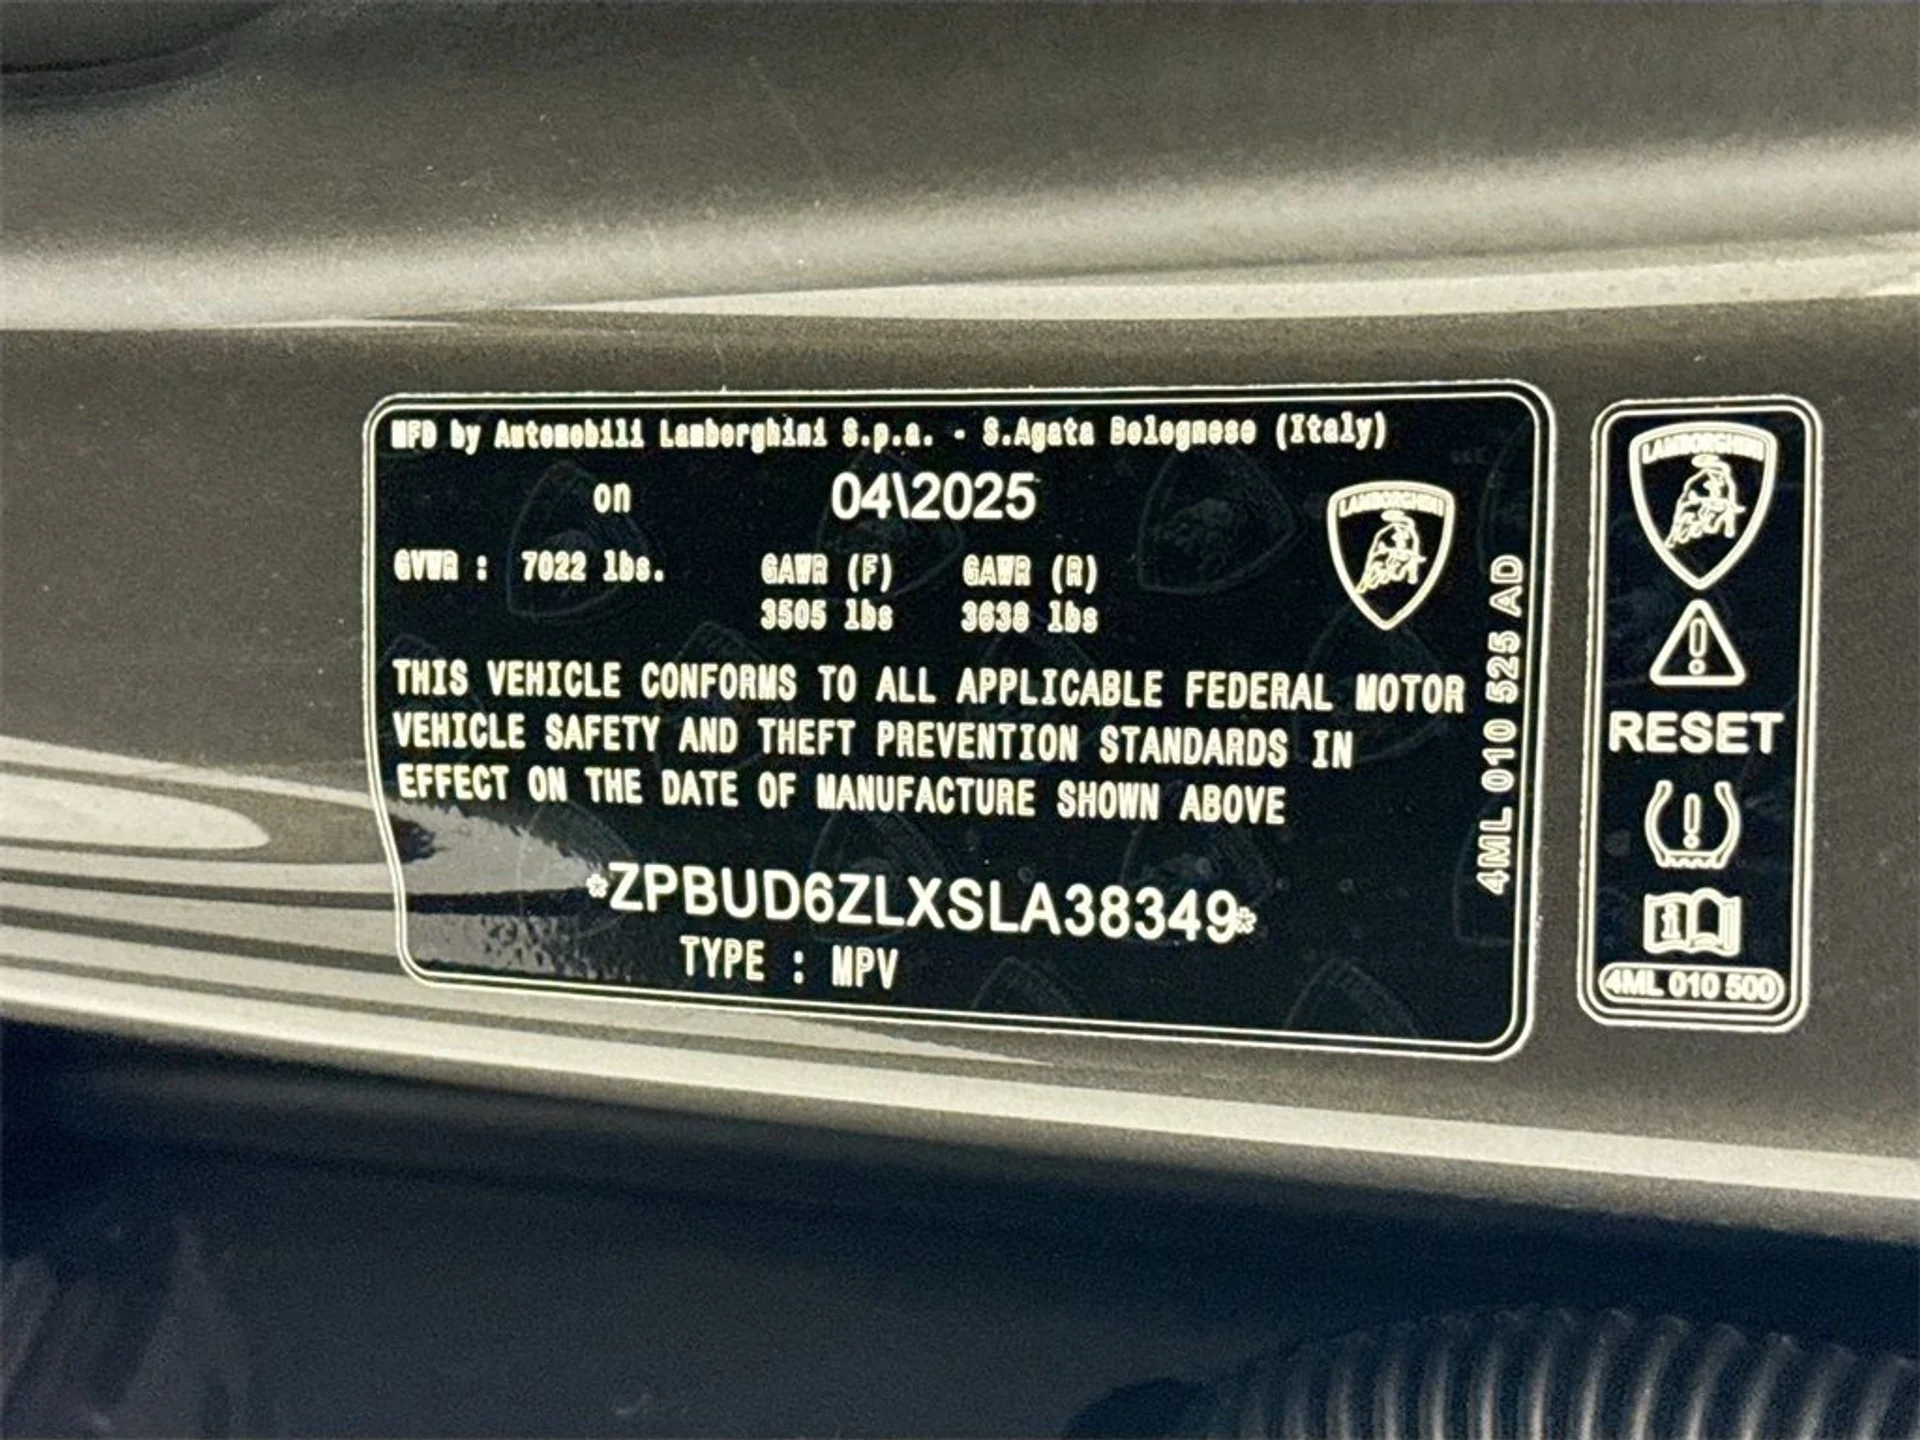 MFD by Automobili Lamborghini S.p.a. - S.Agata Bolognese (Italy)
on 04\2025
GVWR : 7022 lbs. GAWR (F) GAWR (R)
3505 lbs 3638 lbs
LAMBORGHINI
THIS VEHICLE CONFORMS TO ALL APPLICABLE FEDERAL MOTOR
VEHICLE SAFETY AND THEFT PREVENTION STANDARDS IN
EFFECT ON THE DATE OF MANUFACTURE SHOWN ABOVE
*ZPBUD6ZLXSLA38349*
TYPE : MPV
4ML 010 525 AD
LAMBORGHINI
RESET
4ML 010 500